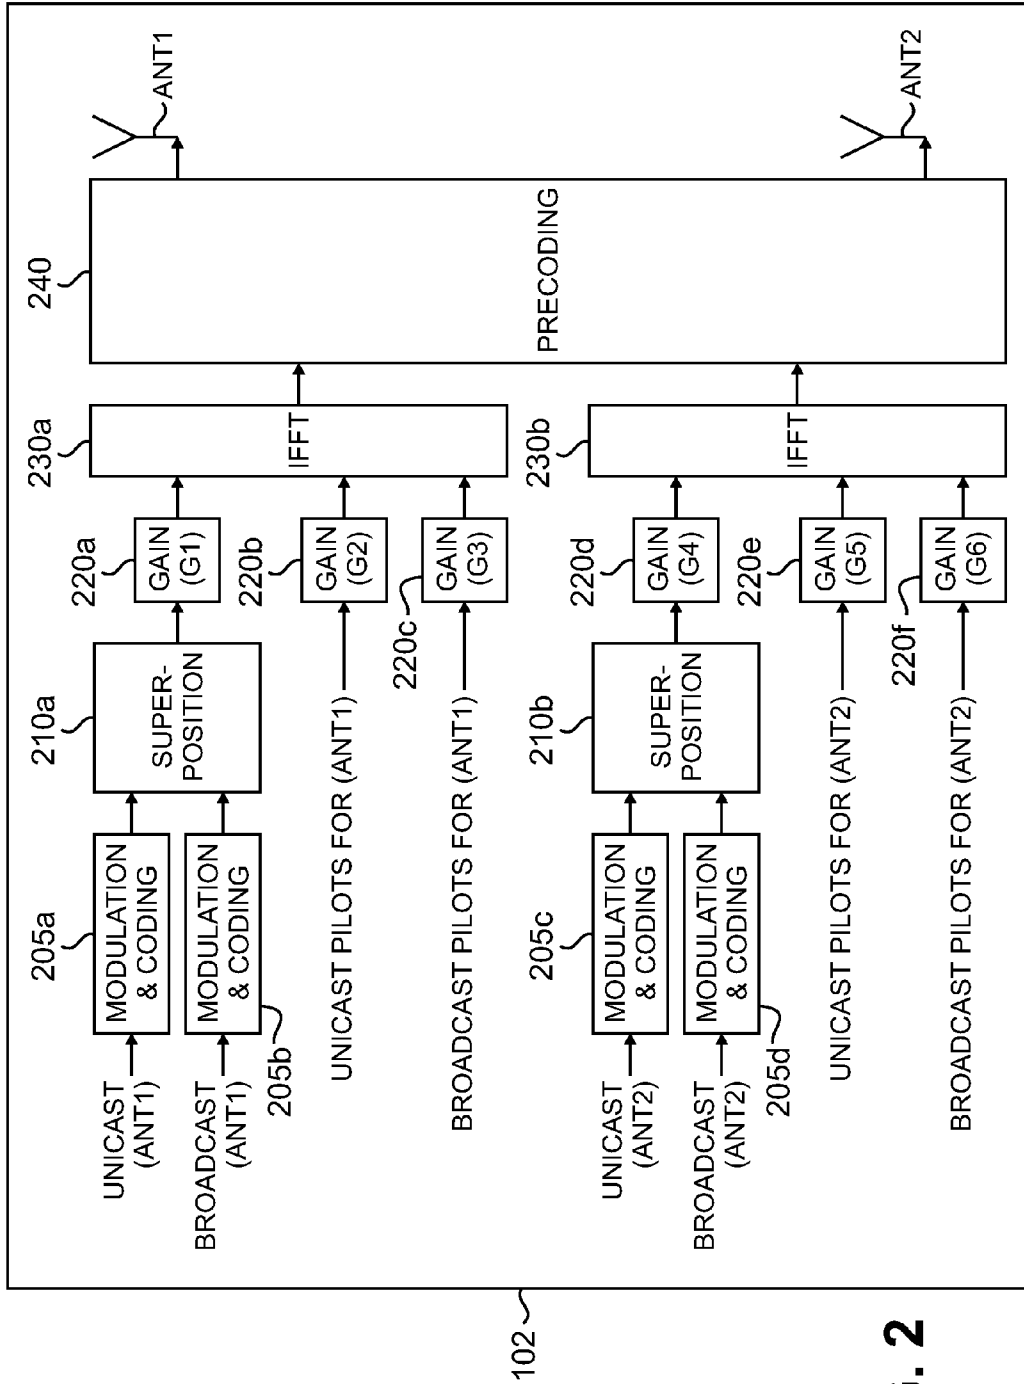 102
205a
210a
220a
230a
240
UNICAST
(ANT1)
MODULATION
& CODING
SUPER-
POSITION
GAIN
(G1)
IFFT
PRECODING
ANT1
BROADCAST
(ANT1)
MODULATION
& CODING
205b
220b
UNICAST PILOTS FOR (ANT1)
GAIN
(G2)
220c
BROADCAST PILOTS FOR (ANT1)
GAIN
(G3)
205c
210b
220d
230b
UNICAST
(ANT2)
MODULATION
& CODING
SUPER-
POSITION
GAIN
(G4)
IFFT
ANT2
BROADCAST
(ANT2)
MODULATION
& CODING
205d
220e
UNICAST PILOTS FOR (ANT2)
GAIN
(G5)
220f
BROADCAST PILOTS FOR (ANT2)
GAIN
(G6)
. 2